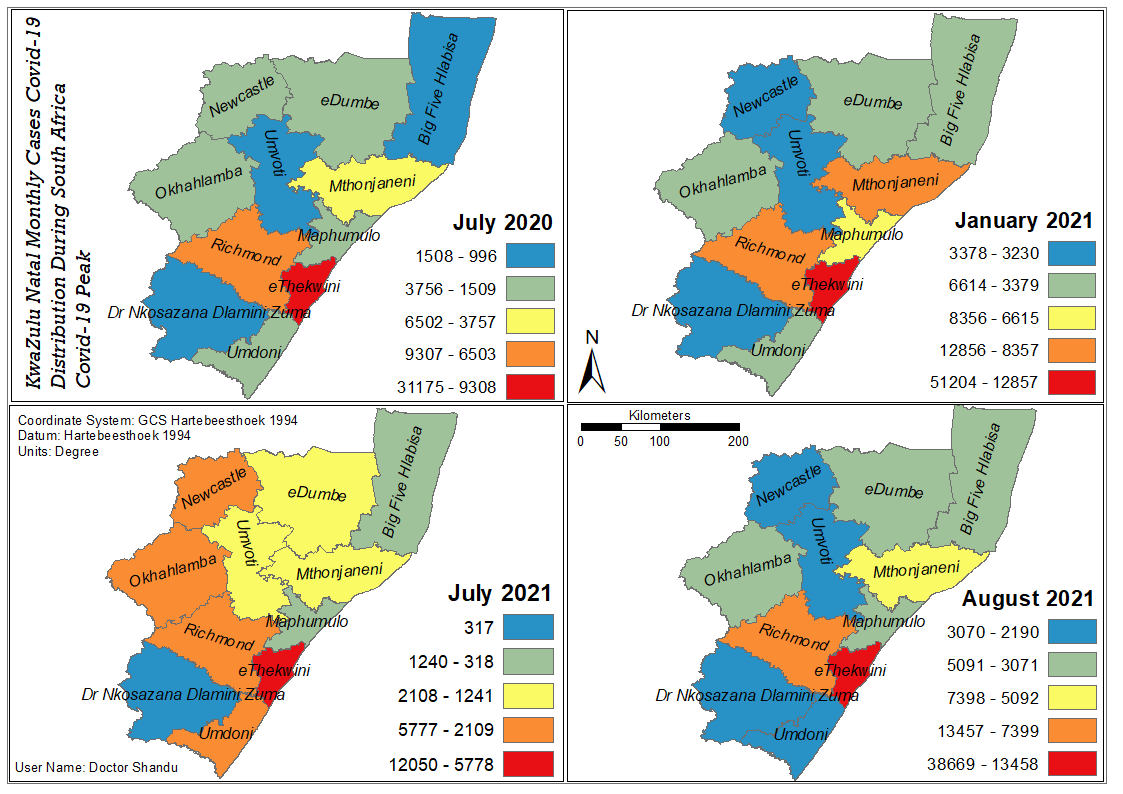 KwaZulu Natal Monthly Cases Covid-19
Distribution During South Africa
Covid-19 Peak
Big Five Hlabisa
Newcastle
eDumbe
Umvoti
Okhahlamba
Mthonjaneni
Maphumulo
Richmond
eThekwini
Dr Nkosazana Dlamini Zuma
Umdoni
July 2020
1508 - 996
3756 - 1509
6502 - 3757
9307 - 6503
31175 - 9308
Big Five Hlabisa
Newcastle
eDumbe
Umvoti
Okhahlamba
Mthonjaneni
Maphumulo
Richmond
eThekwini
Dr Nkosazana Dlamini Zuma
Umdoni
January 2021
3378 - 3230
6614 - 3379
8356 - 6615
12856 - 8357
51204 - 12857
N
Coordinate System: GCS Hartebeesthoek 1994
Datum: Hartebeesthoek 1994
Units: Degree
Big Five Hlabisa
Newcastle
eDumbe
Umvoti
Okhahlamba
Mthonjaneni
Maphumulo
Richmond
eThekwini
Dr Nkosazana Dlamini Zuma
Umdoni
July 2021
317
1240 - 318
2108 - 1241
5777 - 2109
12050 - 5778
User Name: Doctor Shandu
Kilometers
0 50 100 200
Big Five Hlabisa
Newcastle
eDumbe
Umvoti
Okhahlamba
Mthonjaneni
Maphumulo
Richmond
eThekwini
Dr Nkosazana Dlamini Zuma
Umdoni
August 2021
3070 - 2190
5091 - 3071
7398 - 5092
13457 - 7399
38669 - 13458